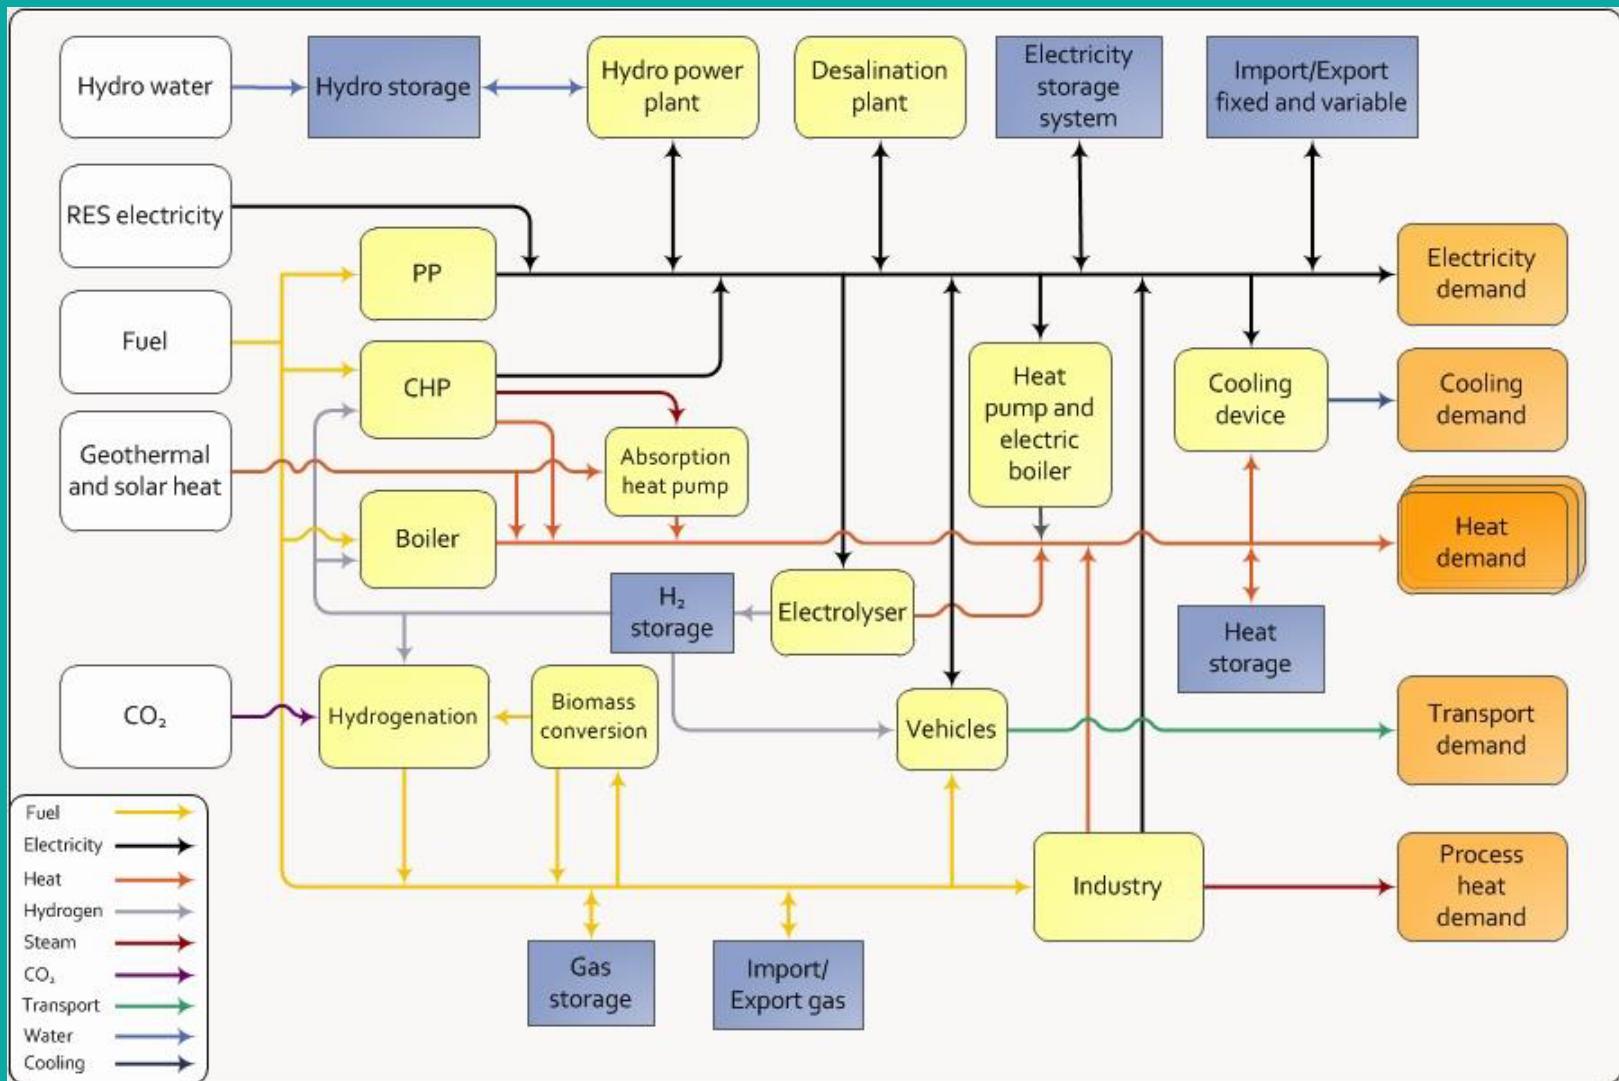 Hydro water
Hydro storage
Hydro power
plant
Desalination
plant
Electricity
storage
system
Import/Export
fixed and variable
RES electricity
PP
Electricity
demand
Fuel
CHP
Heat
pump and
electric
boiler
Cooling
device
Cooling
demand
Geothermal
and solar heat
Absorption
heat pump
Boiler
Heat
demand
H₂
storage
Electrolyser
Heat
storage
CO₂
Hydrogenation
Biomass
conversion
Vehicles
Transport
demand
Industry
Process
heat
demand
Gas
storage
Import/
Export gas
Fuel
Electricity
Heat
Hydrogen
Steam
CO₂
Transport
Water
Cooling